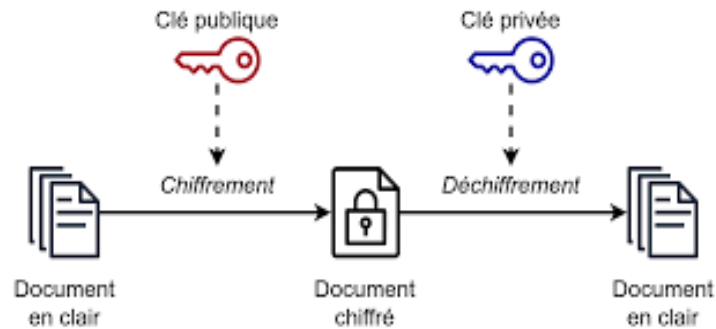 Clé publique
Clé privée
Chiffrement
Déchiffrement
Document
en clair
Document
chiffré
Document
en clair